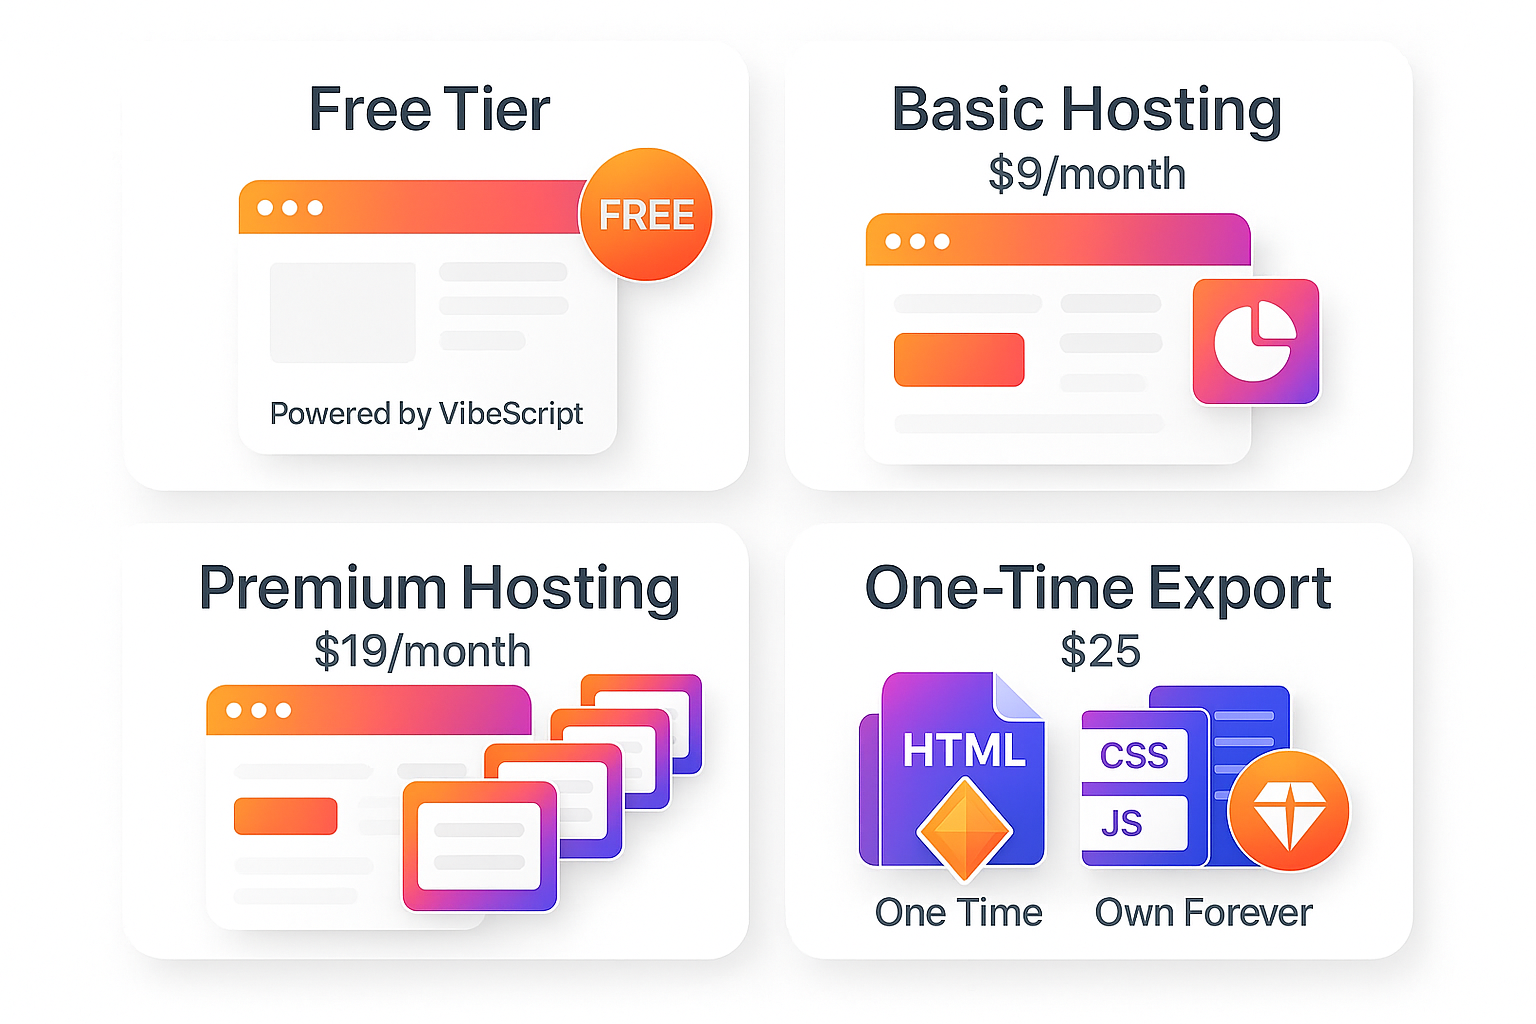 Free Tier
FREE
Powered by VibeScript
Basic Hosting
$9/month
Premium Hosting
$19/month
One-Time Export
$25
HTML
CSS
JS
One Time
Own Forever